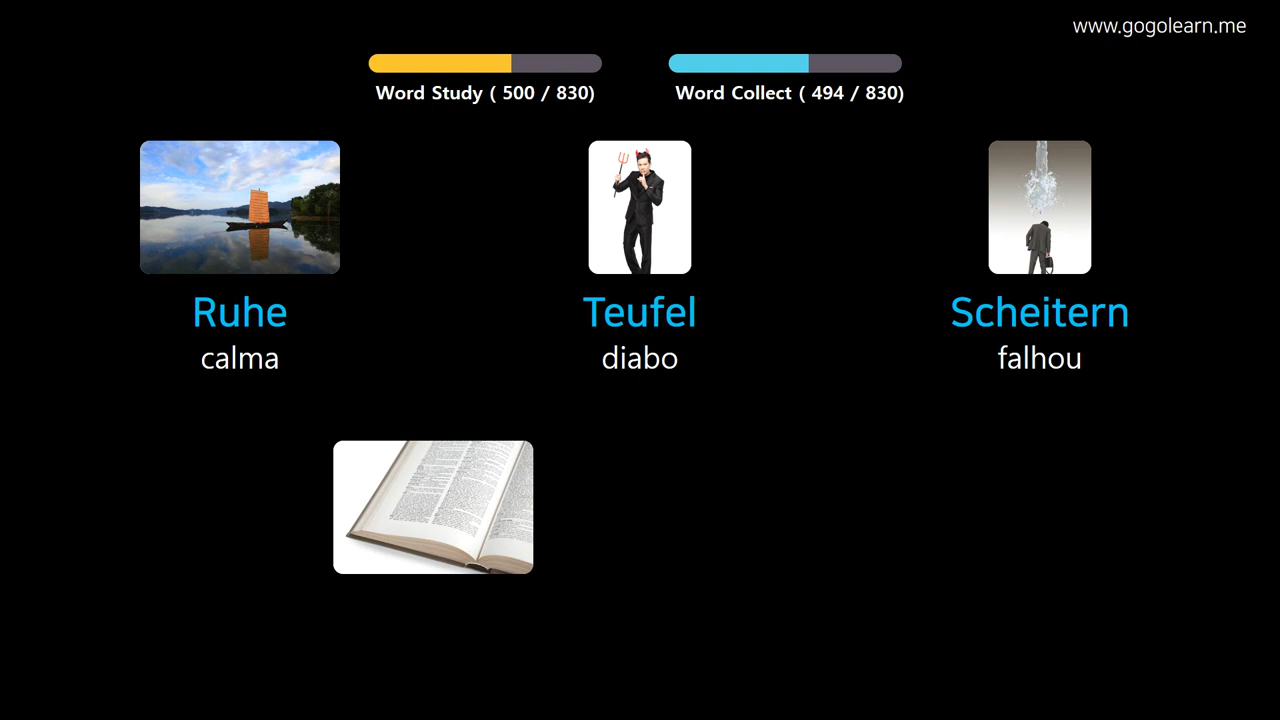 www.gogolearn.me
Word Study ( 500 / 830)
Word Collect ( 494 / 830)
Ruhe
calma
Teufel
diabo
Scheitern
falhou